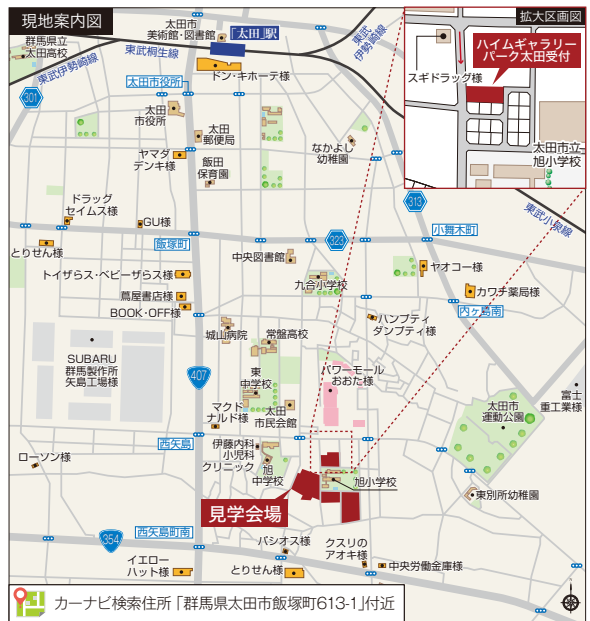 現地案内図
太田市
美術館・図書館
「太田」駅
群馬県立
太田高校
東武桐生線
東武伊勢崎線
東武
伊勢崎線
ドン・キホーテ様
太田市役所
301
太田
市役所
太田
郵便局
なかよし
幼稚園
ヤマダ
デンキ様
飯田
保育園
拡大区画図
ハイムギャラリー
パーク太田受付
スギドラッグ様
太田市立
旭小学校
ドラッグ
セイムス様
GU様
313
東武小泉線
とりせん様
飯塚町
323
小舞木町
中央図書館
ヤオコー様
トイザらス・ベビーザらス様
九合小学校
カワチ薬局様
蔦屋書店様
BOOK・OFF様
内ヶ島南
ハンプティ
ダンプティ様
城山病院
常盤高校
SUBARU
群馬製作所
矢島工場様
407
東
中学校
パワーモール
おおた様
富士
重工業様
マクド
ナルド様
太田
市民会館
太田市
運動公園
西矢島
伊藤内科
小児科
クリニック
ローソン様
旭
中学校
旭小学校
東別所幼稚園
見学会場
354
西矢島町南
パシオス様
クスリの
アオキ様
イエロー
ハット様
とりせん様
中央労働金庫様
カーナビ検索住所「群馬県太田市飯塚町613-1」付近